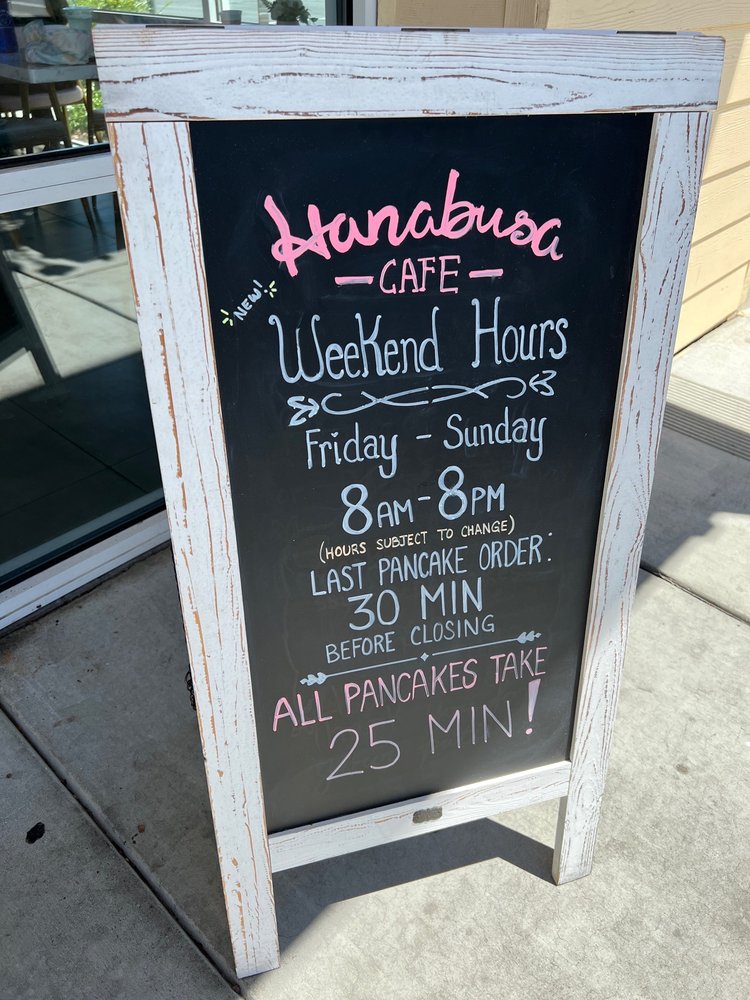 Hanabusa
CAFE
NEW!
Weekend Hours
Friday - Sunday
8AM - 8PM
(HOURS SUBJECT TO CHANGE)
LAST PANCAKE ORDER:
30 MIN
BEFORE CLOSING
ALL PANCAKES TAKE
25 MIN!